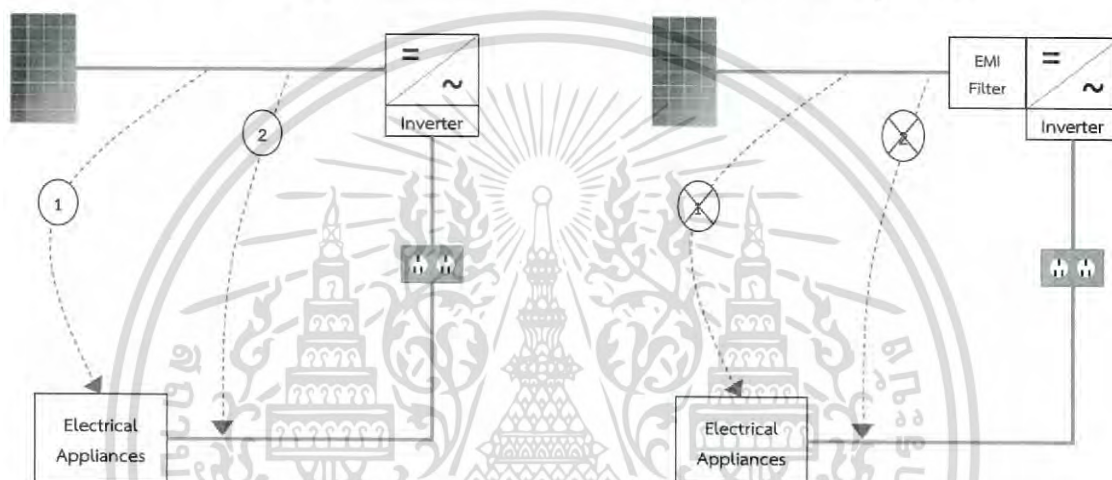 =
~
Inverter
2
1
Electrical
Appliances
EMI
Filter
=
~
Inverter
2
1
Electrical
Appliances